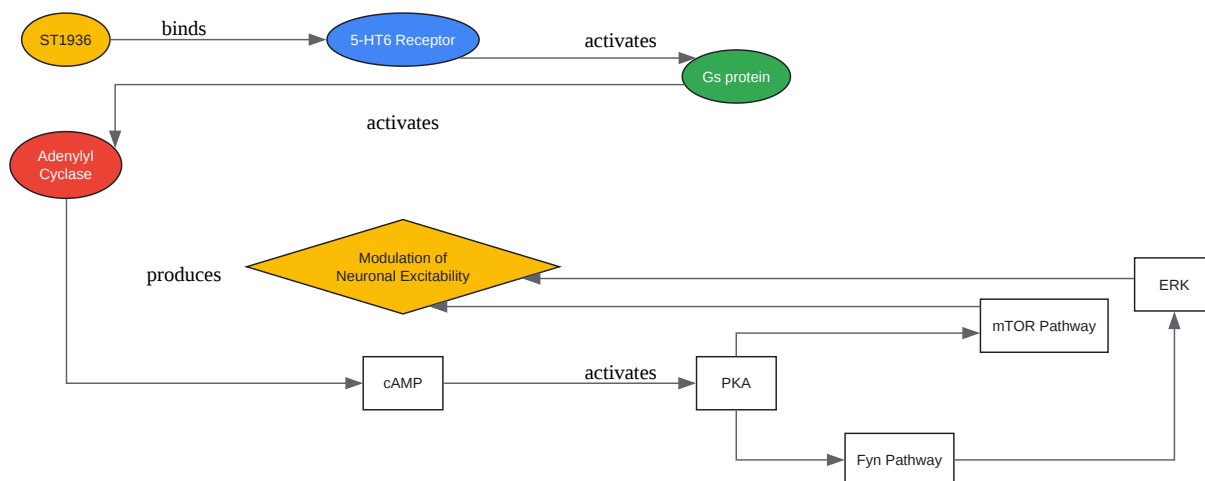 ST1936
binds
5-HT6 Receptor
activates
Gs protein
activates
Adenylyl
Cyclase
produces
Modulation of
Neuronal Excitability
ERK
mTOR Pathway
cAMP
activates
PKA
Fyn Pathway